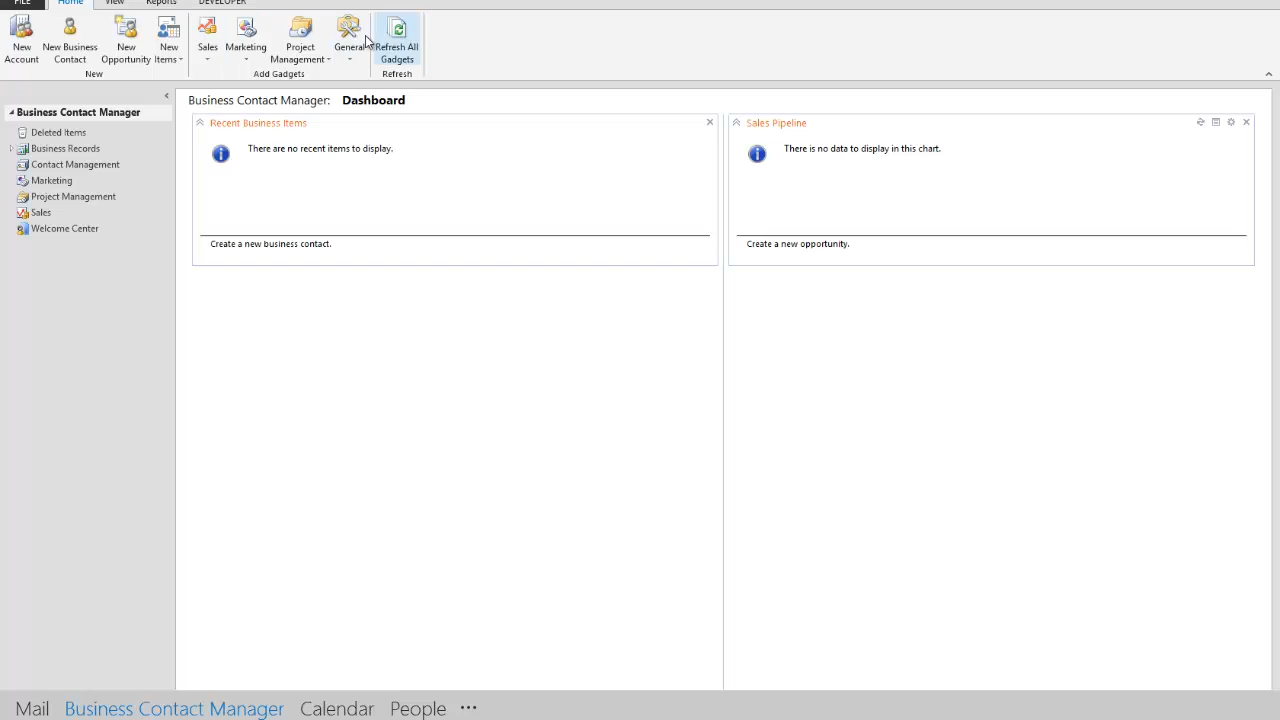 FILE Home View Reports DEVELOPER
New Account
New Business Contact
New Opportunity
New Items
Sales
Marketing
Project Management
General
Refresh All Gadgets
New
Add Gadgets
Refresh
Business Contact Manager
Deleted Items
Business Records
Contact Management
Marketing
Project Management
Sales
Welcome Center
Business Contact Manager: Dashboard
Recent Business Items
There are no recent items to display.
Create a new business contact.
Sales Pipeline
There is no data to display in this chart.
Create a new opportunity.
Mail Business Contact Manager Calendar People •••